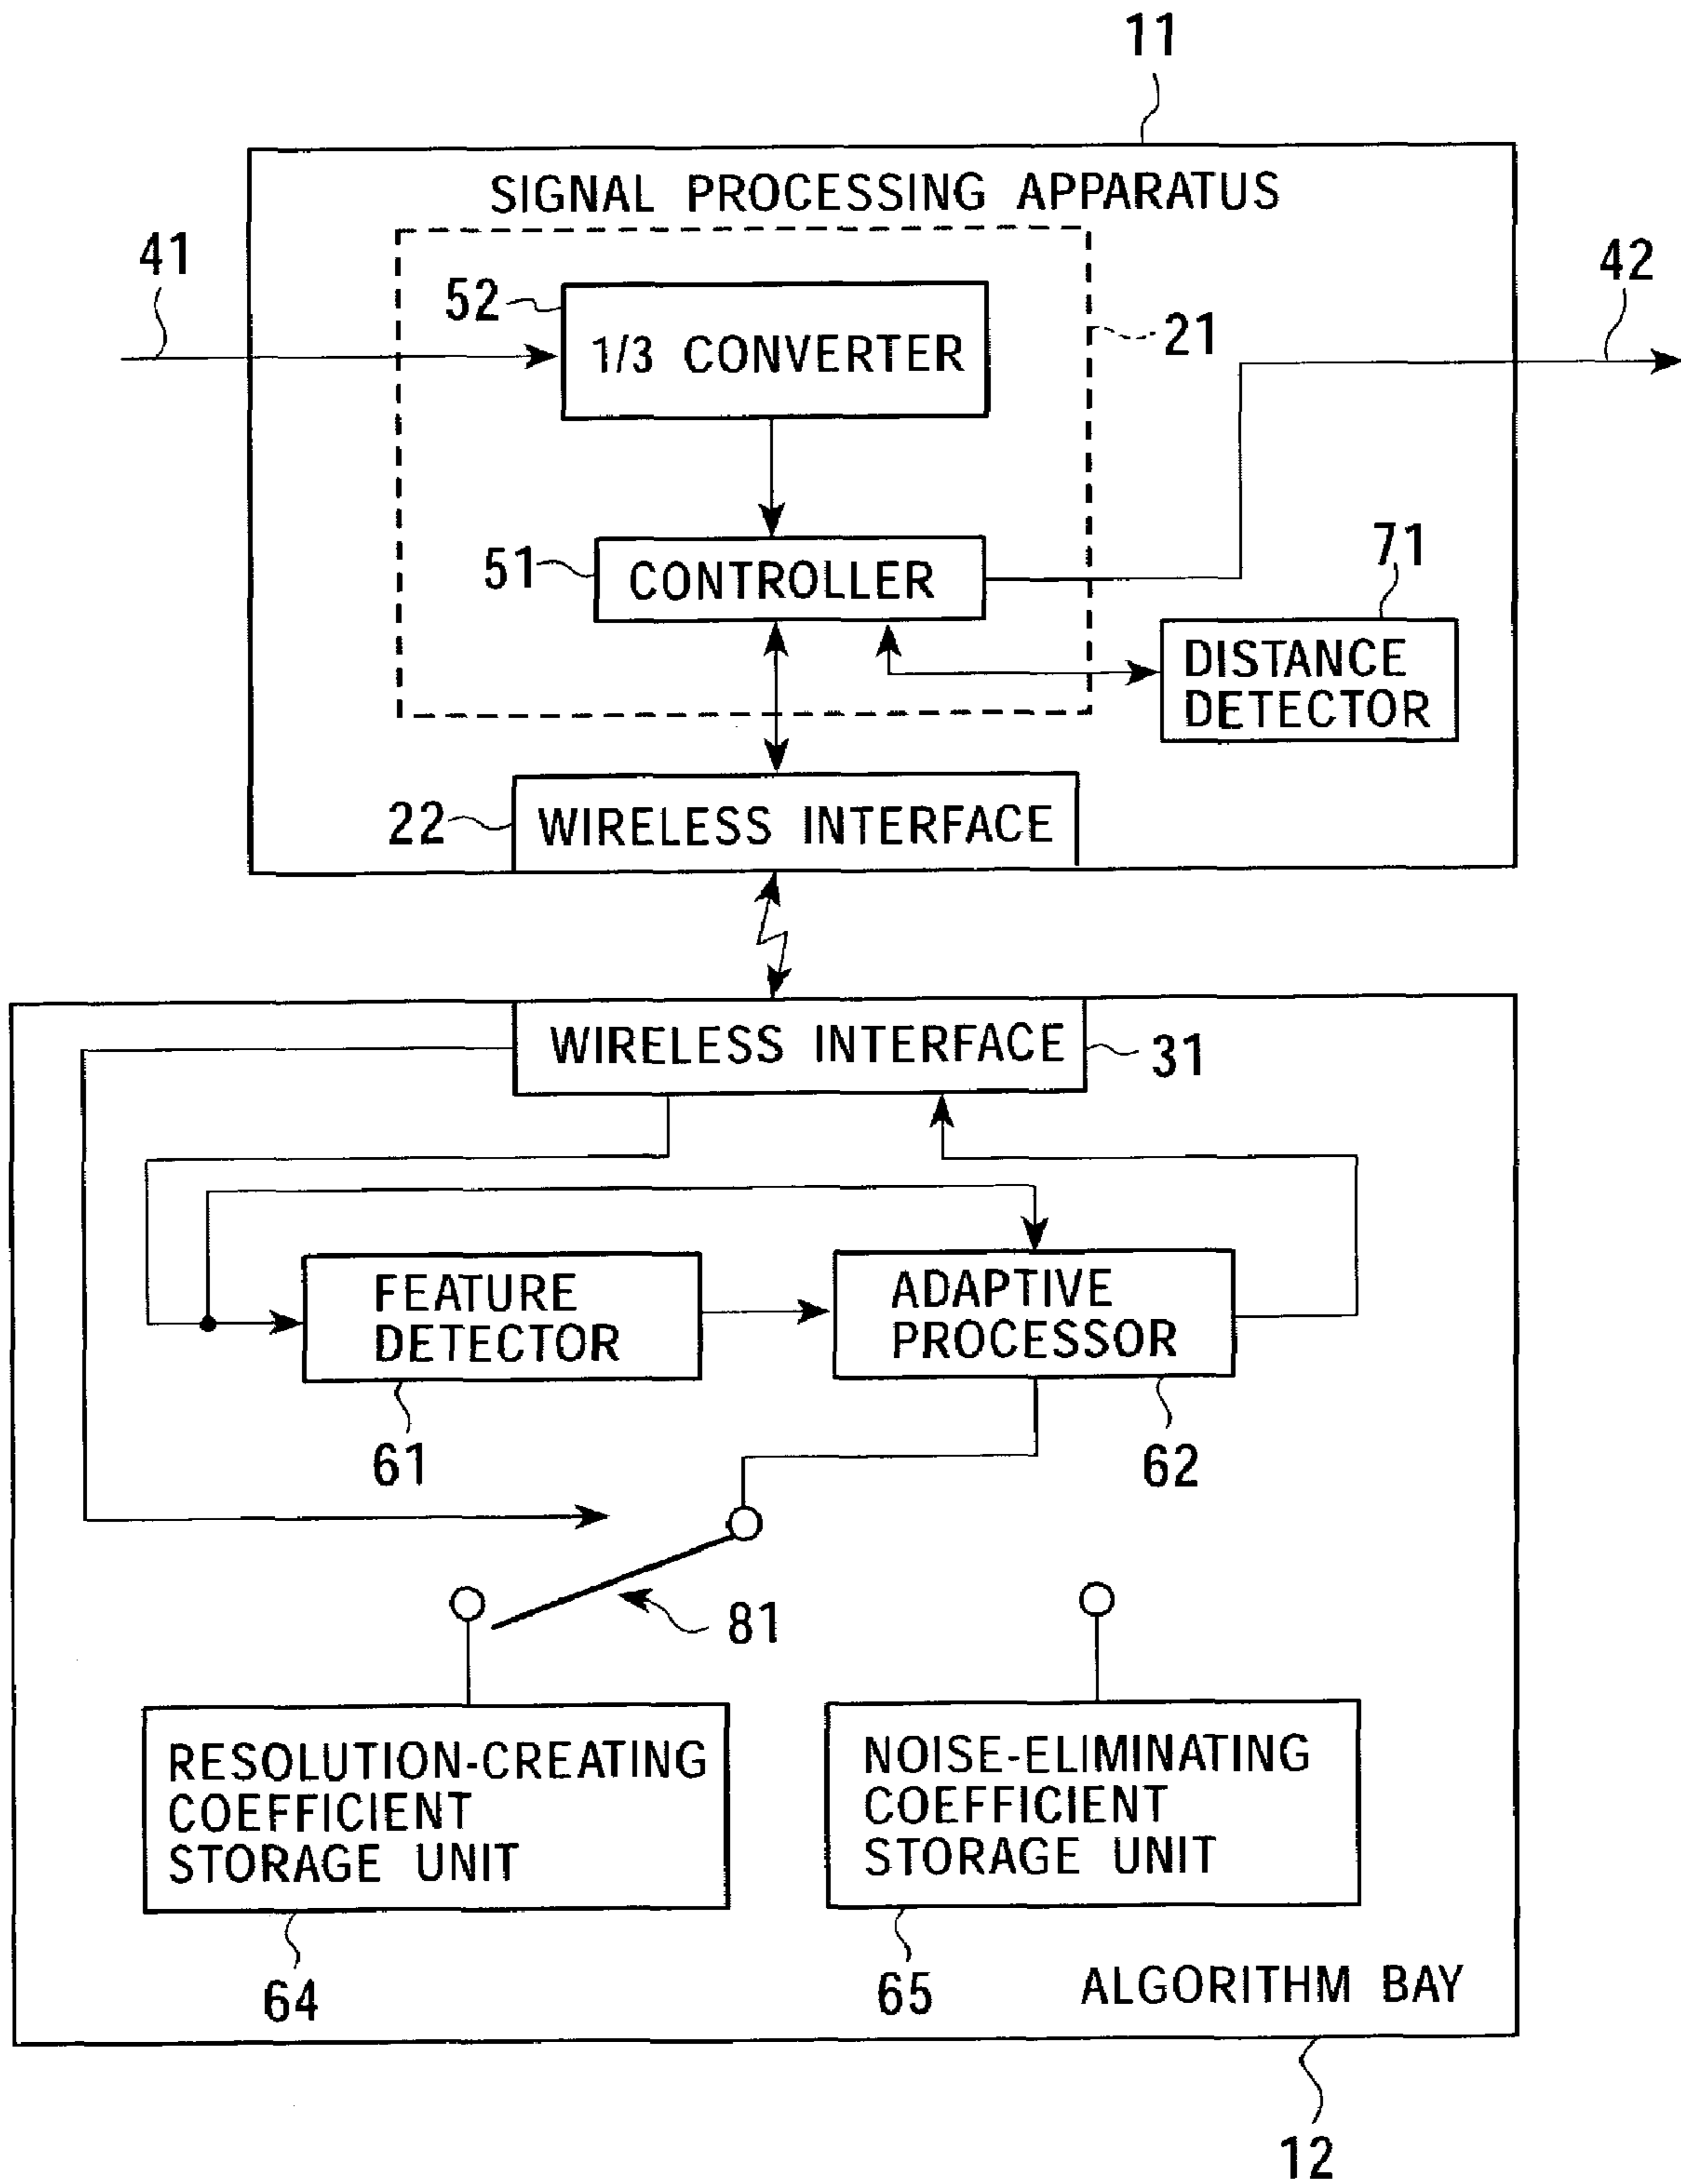 11
SIGNAL PROCESSING APPARATUS
41
42
52
1/3 CONVERTER
21
51
CONTROLLER
71
DISTANCE
DETECTOR
22
WIRELESS INTERFACE
WIRELESS INTERFACE
31
FEATURE
DETECTOR
ADAPTIVE
PROCESSOR
61
62
81
RESOLUTION-CREATING
COEFFICIENT
STORAGE UNIT
NOISE-ELIMINATING
COEFFICIENT
STORAGE UNIT
64
65
ALGORITHM BAY
12